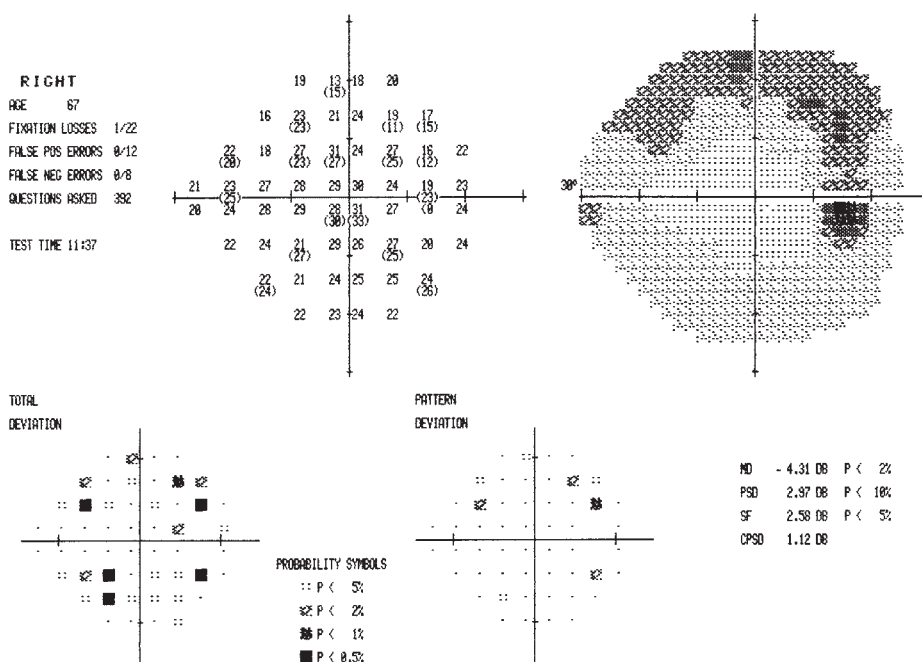 RIGHT
AGE 67
FIXATION LOSSES 1/22
FALSE POS ERRORS 0/12
FALSE NEG ERRORS 0/8
QUESTIONS ASKED 392
TEST TIME 11:37
19 13 18 20
(15)
16 23 21 24 19 17
(23) (11) (15)
22 18 27 31 24 27 16 22
(20) (23) (27) (25) (12)
21 23 27 28 29 30 24 19 23
(25) (23)
20 24 28 29 28 31 27 (0 24
(30) (33)
22 24 21 29 26 27 20 24
(27) (25)
22 21 24 25 25 24
(24) (26)
22 23 24 22
30°
TOTAL
DEVIATION
PATTERN
DEVIATION
PROBABILITY SYMBOLS
P < 5%
P < 2%
P < 1%
P < 0.5%
MD - 4.31 DB P < 2%
PSD 2.97 DB P < 10%
SF 2.58 DB P < 5%
CPSD 1.12 DB